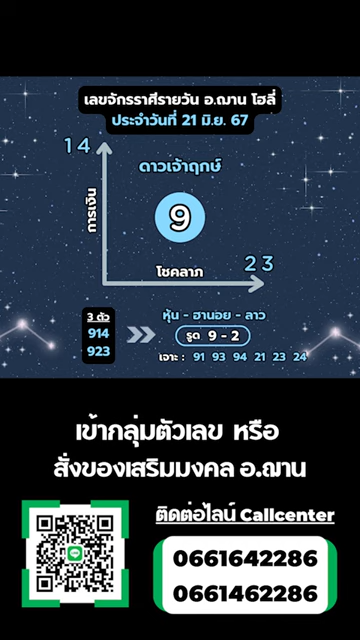 เลขจักรราศีรายวัน อ.ฌาน โฮลี่
ประจำวันที่ 21 มิ.ย. 67
14
ดาวเจ้าฤกษ์
การเงิน
9
โชคลาภ
23
3 ตัว
914
923
หุ้น - ฮานอย - ลาว
รูด 9 - 2
เจาะ : 91 93 94 21 23 24
เข้ากลุ่มตัวเลข หรือ
สั่งของเสริมมงคล อ.ฌาน
ติดต่อไลน์ Callcenter
0661642286
0661462286